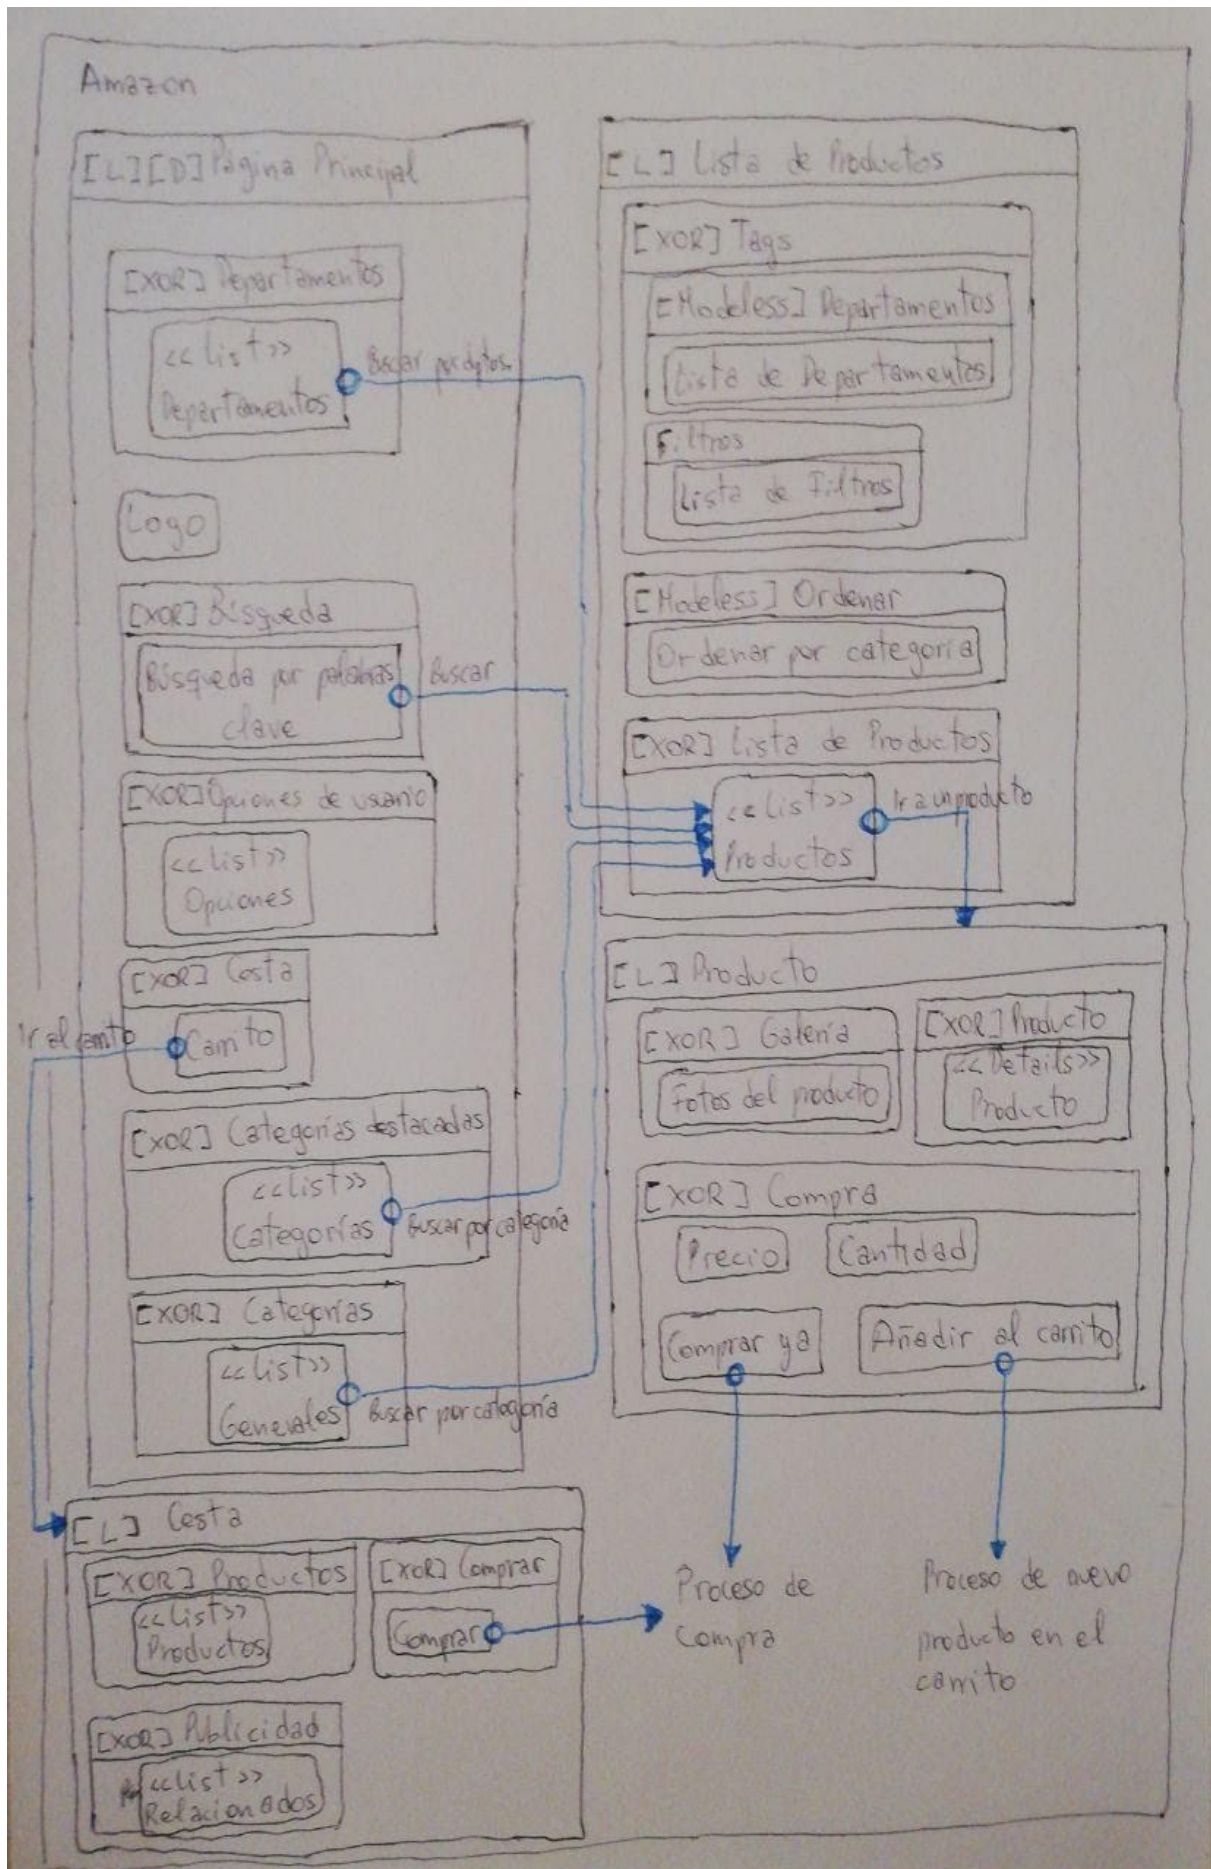 Amazon
[L][D] Página Principal
[XOR] Departamentos
<<List>>
Departamentos
Buscar por dptos.
Logo
[XOR] Búsqueda
Búsqueda por palabras
clave
Buscar
[XOR] Opciones de usuario
<<List>>
Opciones
[XOR] Cesta
Carrito
Ir al carrito
[XOR] Categorías destacadas
<<List>>
Categorías
Buscar por categoría
[XOR] Categorías
<<List>>
Generales
Buscar por categoría
[L] Lista de Productos
[XOR] Tags
[Modeless] Departamentos
Lista de Departamentos
Filtros
Lista de Filtros
[Modeless] Ordenar
Ordenar por categoría
[XOR] Lista de Productos
<<List>>
Productos
Ir a un producto
[L] Producto
[XOR] Galería
Fotos del producto
[XOR] Producto
<<Details>>
Producto
[XOR] Compra
Precio
Cantidad
Comprar ya
Añadir al carrito
[L] Cesta
[XOR] Productos
<<List>>
Productos
[XOR] Comprar
Comprar
[XOR] Publicidad
<<List>>
Relacionados
Proceso de
Compra
Proceso de nuevo
producto en el
carrito